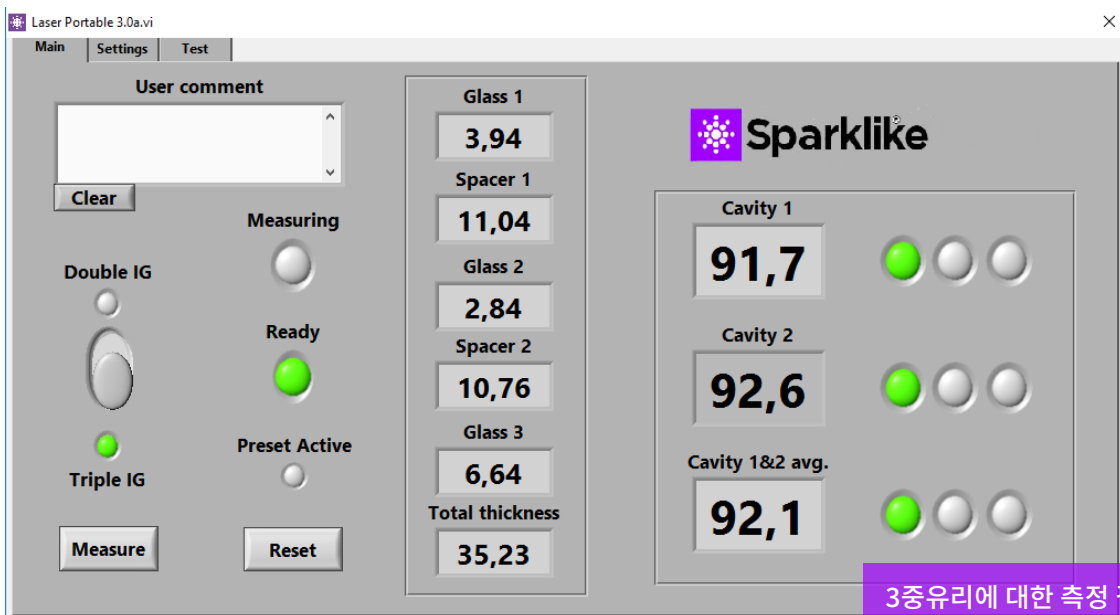 Laser Portable 3.0a.vi
Main
Settings
Test
User comment
Clear
Measuring
Double IG
Ready
Preset Active
Triple IG
Measure
Reset
Glass 1
3,94
Spacer 1
11,04
Glass 2
2,84
Spacer 2
10,76
Glass 3
6,64
Total thickness
35,23
Sparklike
Cavity 1
91,7
Cavity 2
92,6
Cavity 1&2 avg.
92,1
3중유리에 대한 측정